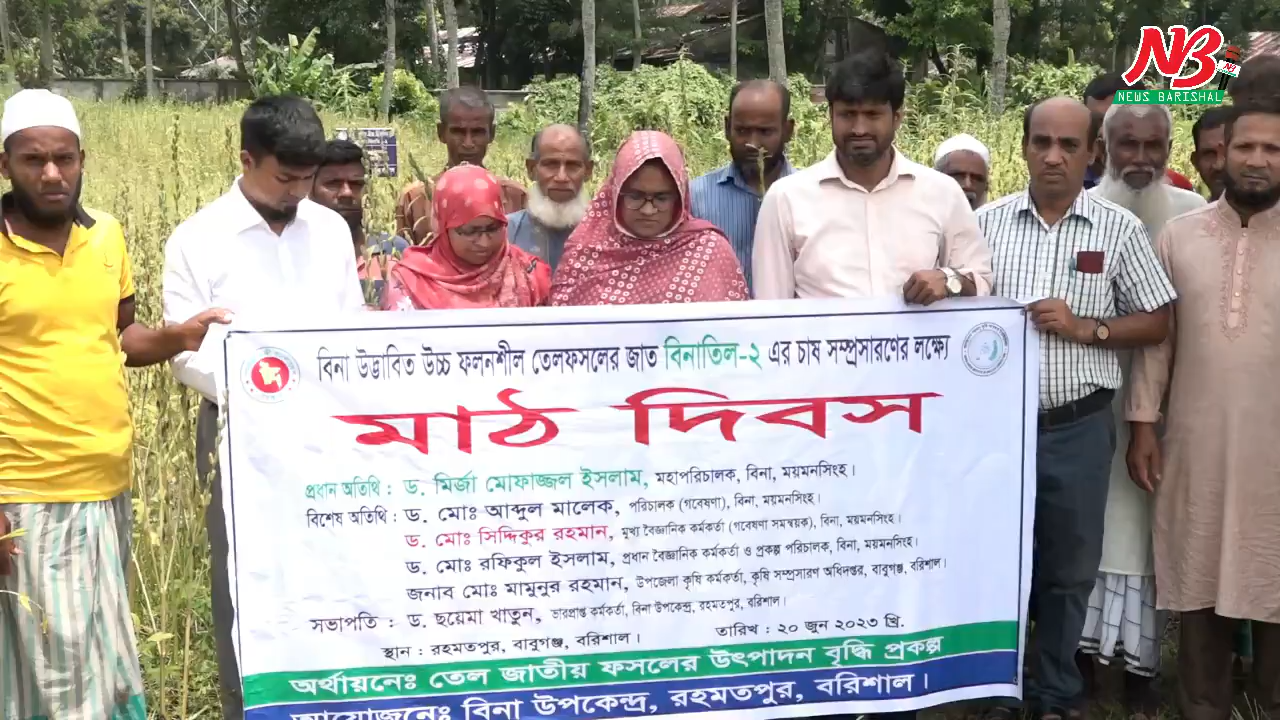 NB
NEWS BARISHAL
বিনা উদ্ভাবিত উচ্চ ফলনশীল তেলফসলের জাত বিনাতিল-২ এর চাষ সম্প্রসারণের লক্ষ্যে
মাঠ দিবস
প্রধান অতিথি : ড. মির্জা মোফাজ্জল ইসলাম, মহাপরিচালক, বিনা, ময়মনসিংহ।
বিশেষ অতিথি : ড. মোঃ আব্দুল মালেক, পরিচালক (গবেষণা), বিনা, ময়মনসিংহ।
ড. মোঃ সিদ্দিকুর রহমান, মুখ্য বৈজ্ঞানিক কর্মকর্তা (গবেষণা সমন্বয়ক), বিনা, ময়মনসিংহ।
ড. মোঃ রফিকুল ইসলাম, প্রধান বৈজ্ঞানিক কর্মকর্তা ও প্রকল্প পরিচালক, বিনা, ময়মনসিংহ।
জনাব মোঃ মামুনুর রহমান, উপজেলা কৃষি কর্মকর্তা, কৃষি সম্প্রসারণ অধিদপ্তর, বাবুগঞ্জ, বরিশাল।
সভাপতি : ড. ছয়েমা খাতুন, ভারপ্রাপ্ত কর্মকর্তা, বিনা উপকেন্দ্র, রহমতপুর, বরিশাল।
স্থান : রহমতপুর, বাবুগঞ্জ, বরিশাল। তারিখ : ২০ জুন ২০২৩ খ্রি.
অর্থায়নেঃ তেল জাতীয় ফসলের উৎপাদন বৃদ্ধি প্রকল্প
আয়োজনেঃ বিনা উপকেন্দ্র, রহমতপুর, বরিশাল।